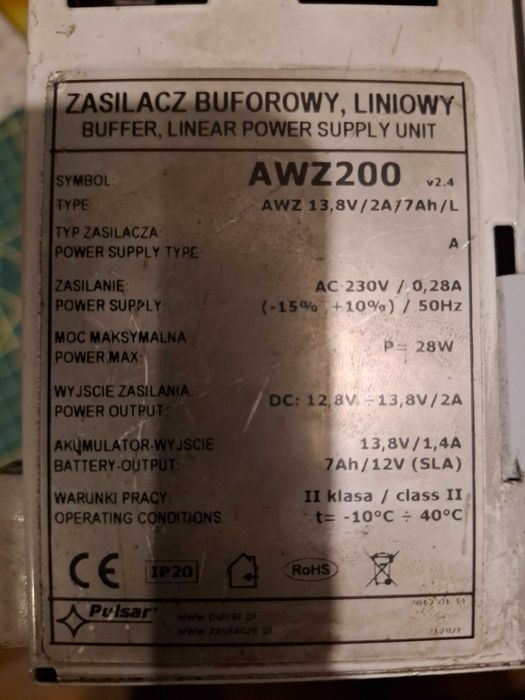 ZASILACZ BUFOROWY, LINIOWY
BUFFER, LINEAR POWER SUPPLY UNIT
SYMBOL: AWZ200 v2.4
TYPE: AWZ 13,8V/2A/7Ah/L
TYP ZASILACZA:
POWER SUPPLY TYPE: A
ZASILANIE: AC 230V / 0,28A
POWER SUPPLY: (-15% +10%) / 50Hz
MOC MAKSYMALNA
POWER MAX: P= 28W
WYJSCIE ZASILANIA
POWER OUTPUT: DC: 12,8V ÷ 13,8V/2A
AKUMULATOR-WYJSCIE 13,8V/1,4A
BATTERY-OUTPUT: 7Ah/12V (SLA)
WARUNKI PRACY: II klasa / class II
OPERATING CONDITIONS t= -10°C ÷ 40°C
CE IP20 RoHS
Pulsar
www.pulsar.pl
www.zasilacze.pl